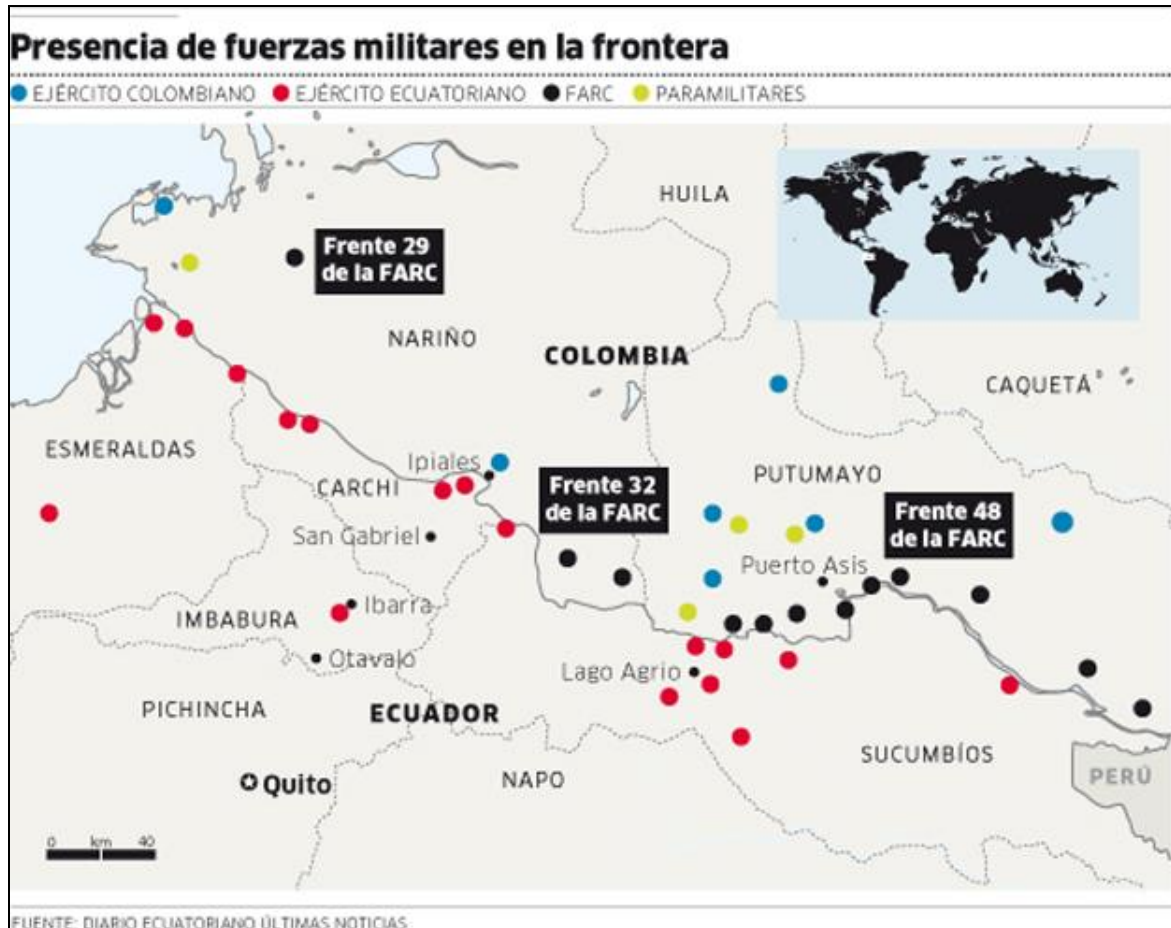 Presencia de fuerzas militares en la frontera
EJÉRCITO COLOMBIANO EJÉRCITO ECUATORIANO FARC PARAMILITARES
HUILA
Frente 29
de la FARC
NARIÑO
COLOMBIA
CAQUETÁ
ESMERALDAS
Ipiales
CARCHI
Frente 32
de la FARC
PUTUMAYO
Frente 48
de la FARC
San Gabriel
Puerto Asís
IMBABURA
Ibarra
Otavalo
Lago Agrio
PICHINCHA
ECUADOR
SUCUMBÍOS
Quito
NAPO
PERÚ
0 km 40
FUENTE: DIARIO ECUATORIANO ÚLTIMAS NOTICIAS